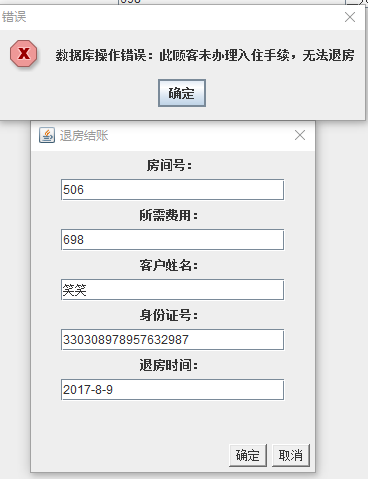 错误
数据库操作错误：此顾客未办理入住手续，无法退房
确定
退房结账
房间号：
506
所需费用：
698
客户姓名：
笑笑
身份证号：
330308978957632987
退房时间：
2017-8-9
确定 取消